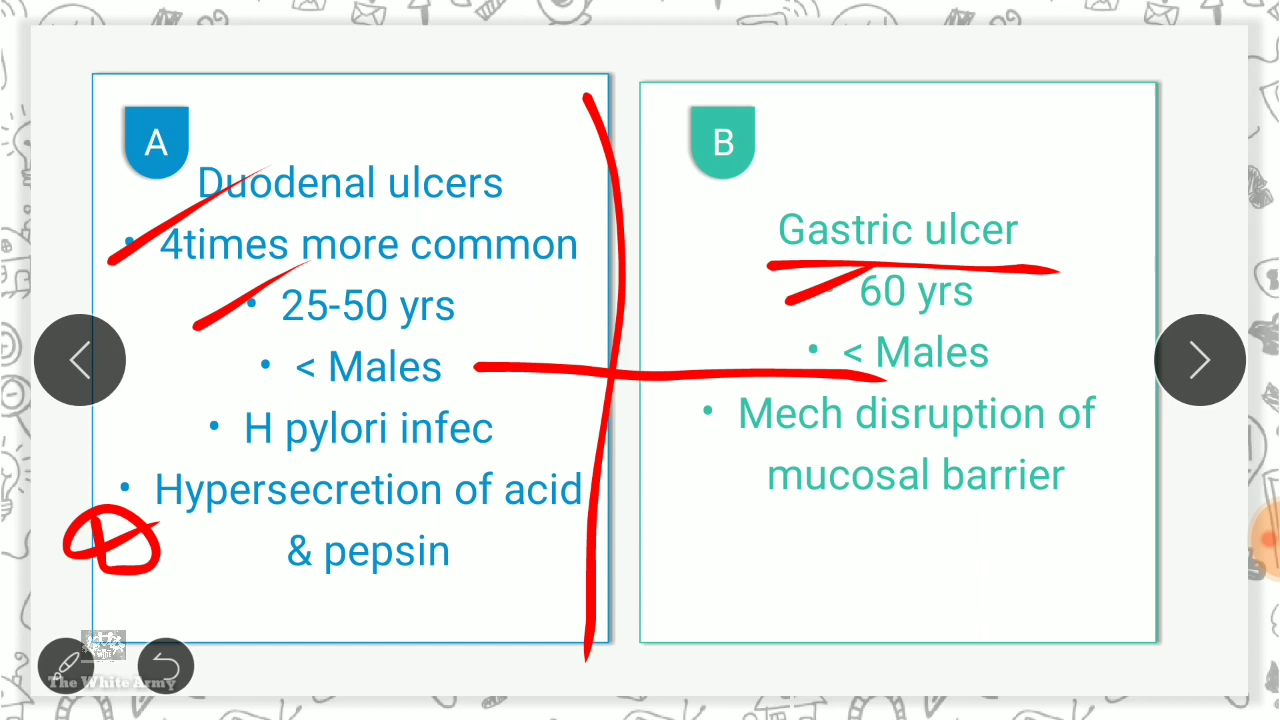 A
Duodenal ulcers
• 4times more common
• 25-50 yrs
• < Males
• H pylori infec
• Hypersecretion of acid
& pepsin
B
Gastric ulcer
• 60 yrs
• < Males
• Mech disruption of
mucosal barrier
The White Army